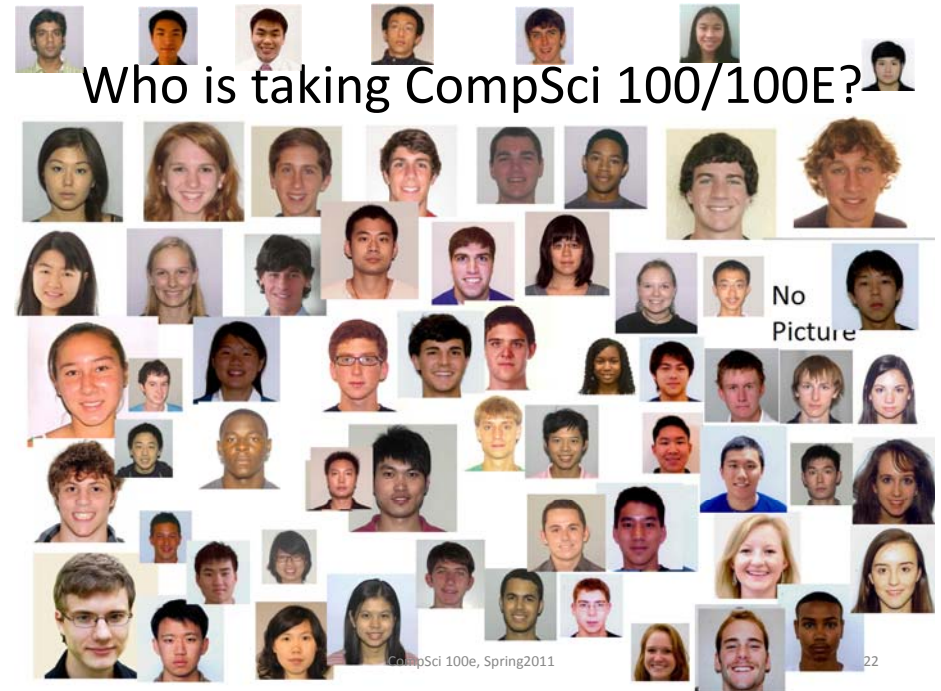 Who is taking CompSci 100/100E?
No
Picture
CompSci 100e, Spring2011
22